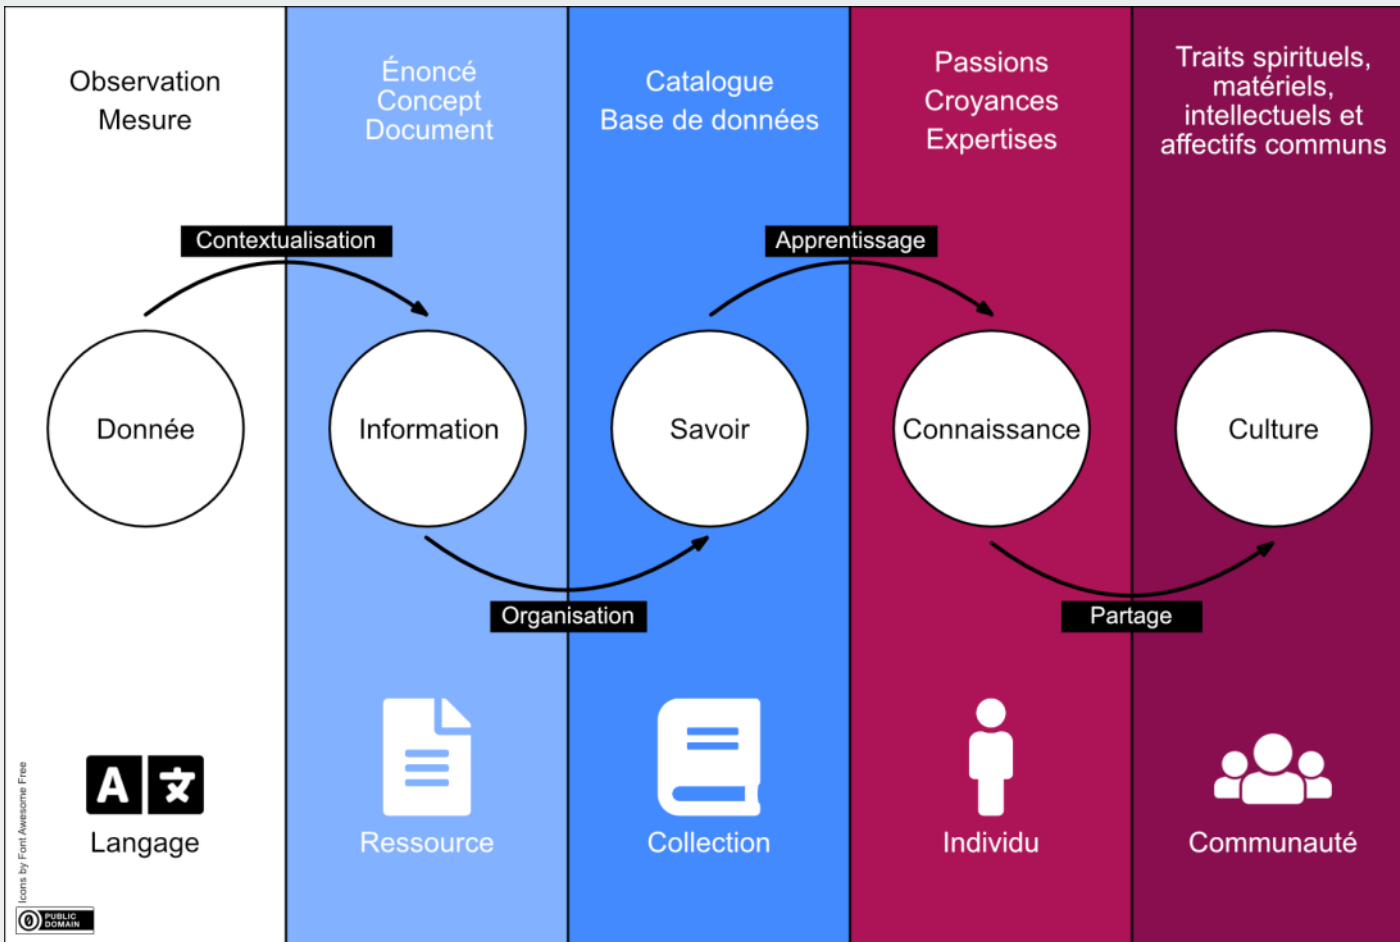 Observation
Mesure
Énoncé
Concept
Document
Catalogue
Base de données
Passions
Croyances
Expertises
Traits spirituels,
matériels,
intellectuels et
affectifs communs
Contextualisation
Apprentissage
Donnée
Information
Savoir
Connaissance
Culture
Organisation
Partage
A 文
Langage
Ressource
Collection
Individu
Communauté
Icons by Font Awesome Free
0 PUBLIC
DOMAIN